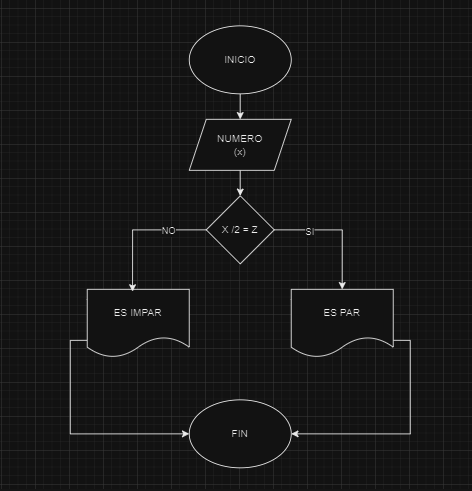 INICIO
NUMERO
(x)
X /2 = Z
NO
SI
ES IMPAR
ES PAR
FIN